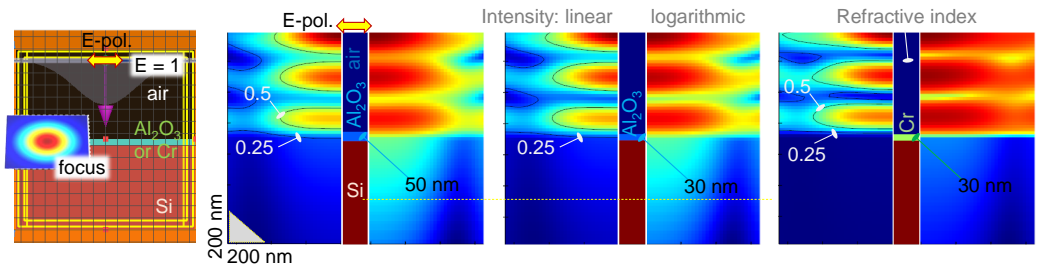 E-pol.
E = 1
air
Al₂O₃
or Cr
focus
Si
E-pol.
Intensity: linear
logarithmic
Refractive index
Al₂O₃ air
0.5
0.25
50 nm
Si
200 nm
200 nm
Al₂O₃
0.25
30 nm
Cr
0.5
0.25
30 nm